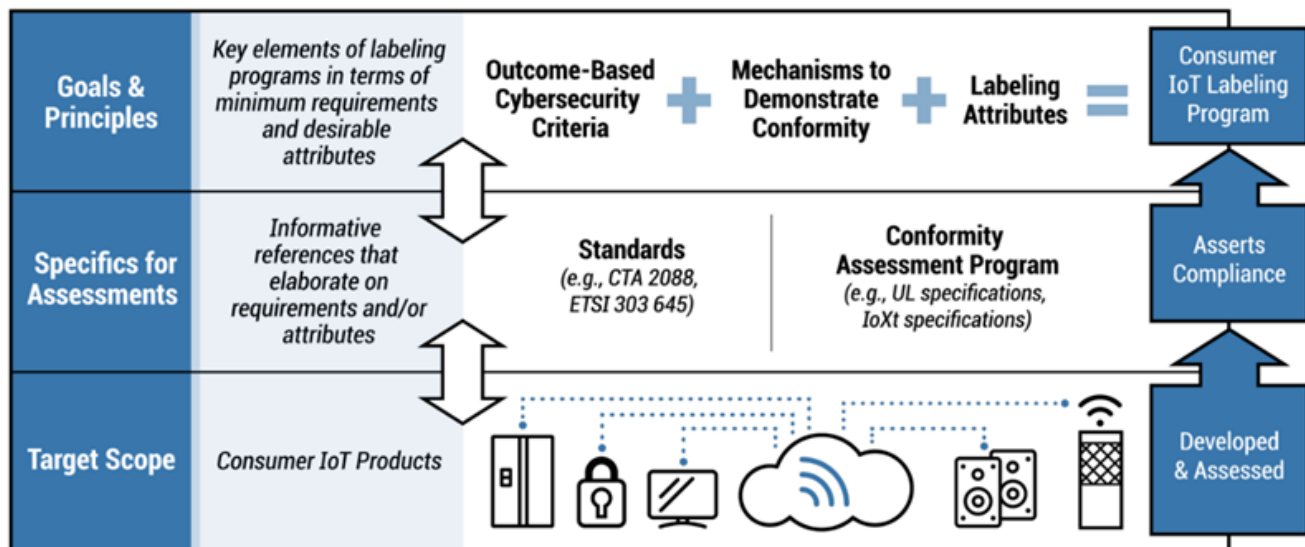 Goals &
Principles
Key elements of labeling
programs in terms of
minimum requirements
and desirable
attributes
Outcome-Based
Cybersecurity
Criteria
+
Mechanisms to
Demonstrate
Conformity
+
Labeling
Attributes
=
Consumer
IoT Labeling
Program
Specifics for
Assessments
Informative
references that
elaborate on
requirements and/or
attributes
Standards
(e.g., CTA 2088,
ETSI 303 645)
Conformity
Assessment Program
(e.g., UL specifications,
IoXt specifications)
Asserts
Compliance
Target Scope
Consumer IoT Products
Developed
& Assessed